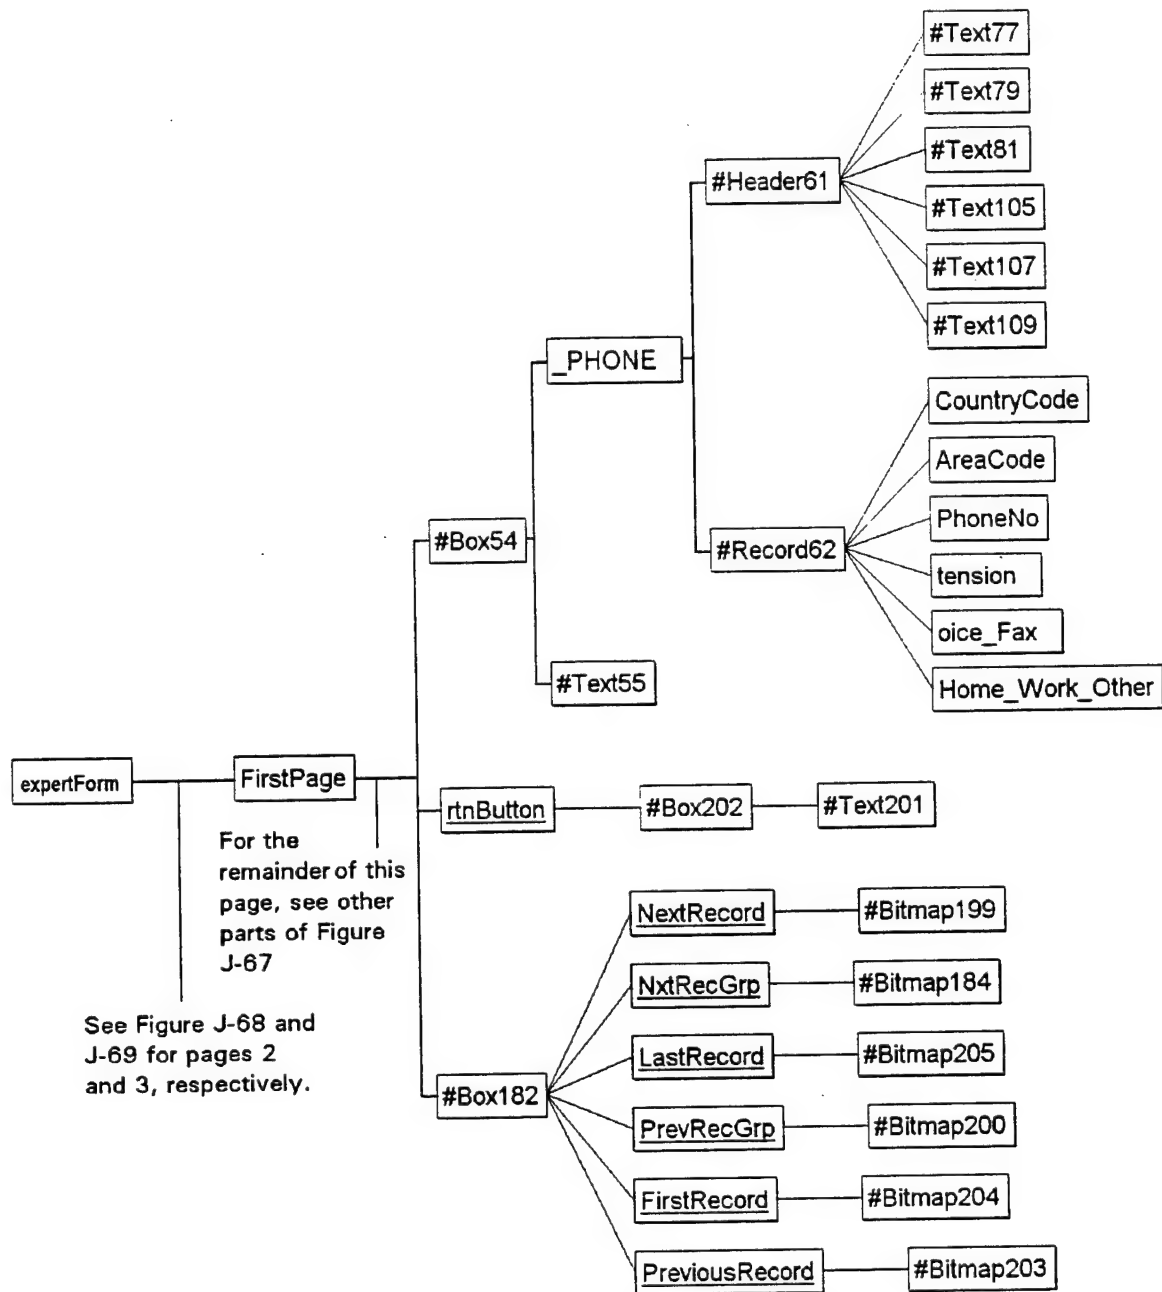 #Text77
#Text79
#Text81
#Header61
#Text105
#Text107
#Text109
_PHONE
CountryCode
AreaCode
PhoneNo
#Box54
#Record62
tension
oice_Fax
#Text55
Home_Work_Other
expertForm
FirstPage
rtnButton
#Box202
#Text201
For the
remainder of this
page, see other
parts of Figure
J-67
See Figure J-68 and
J-69 for pages 2
and 3, respectively.
NextRecord
#Bitmap199
NxtRecGrp
#Bitmap184
LastRecord
#Bitmap205
#Box182
PrevRecGrp
#Bitmap200
FirstRecord
#Bitmap204
PreviousRecord
#Bitmap203